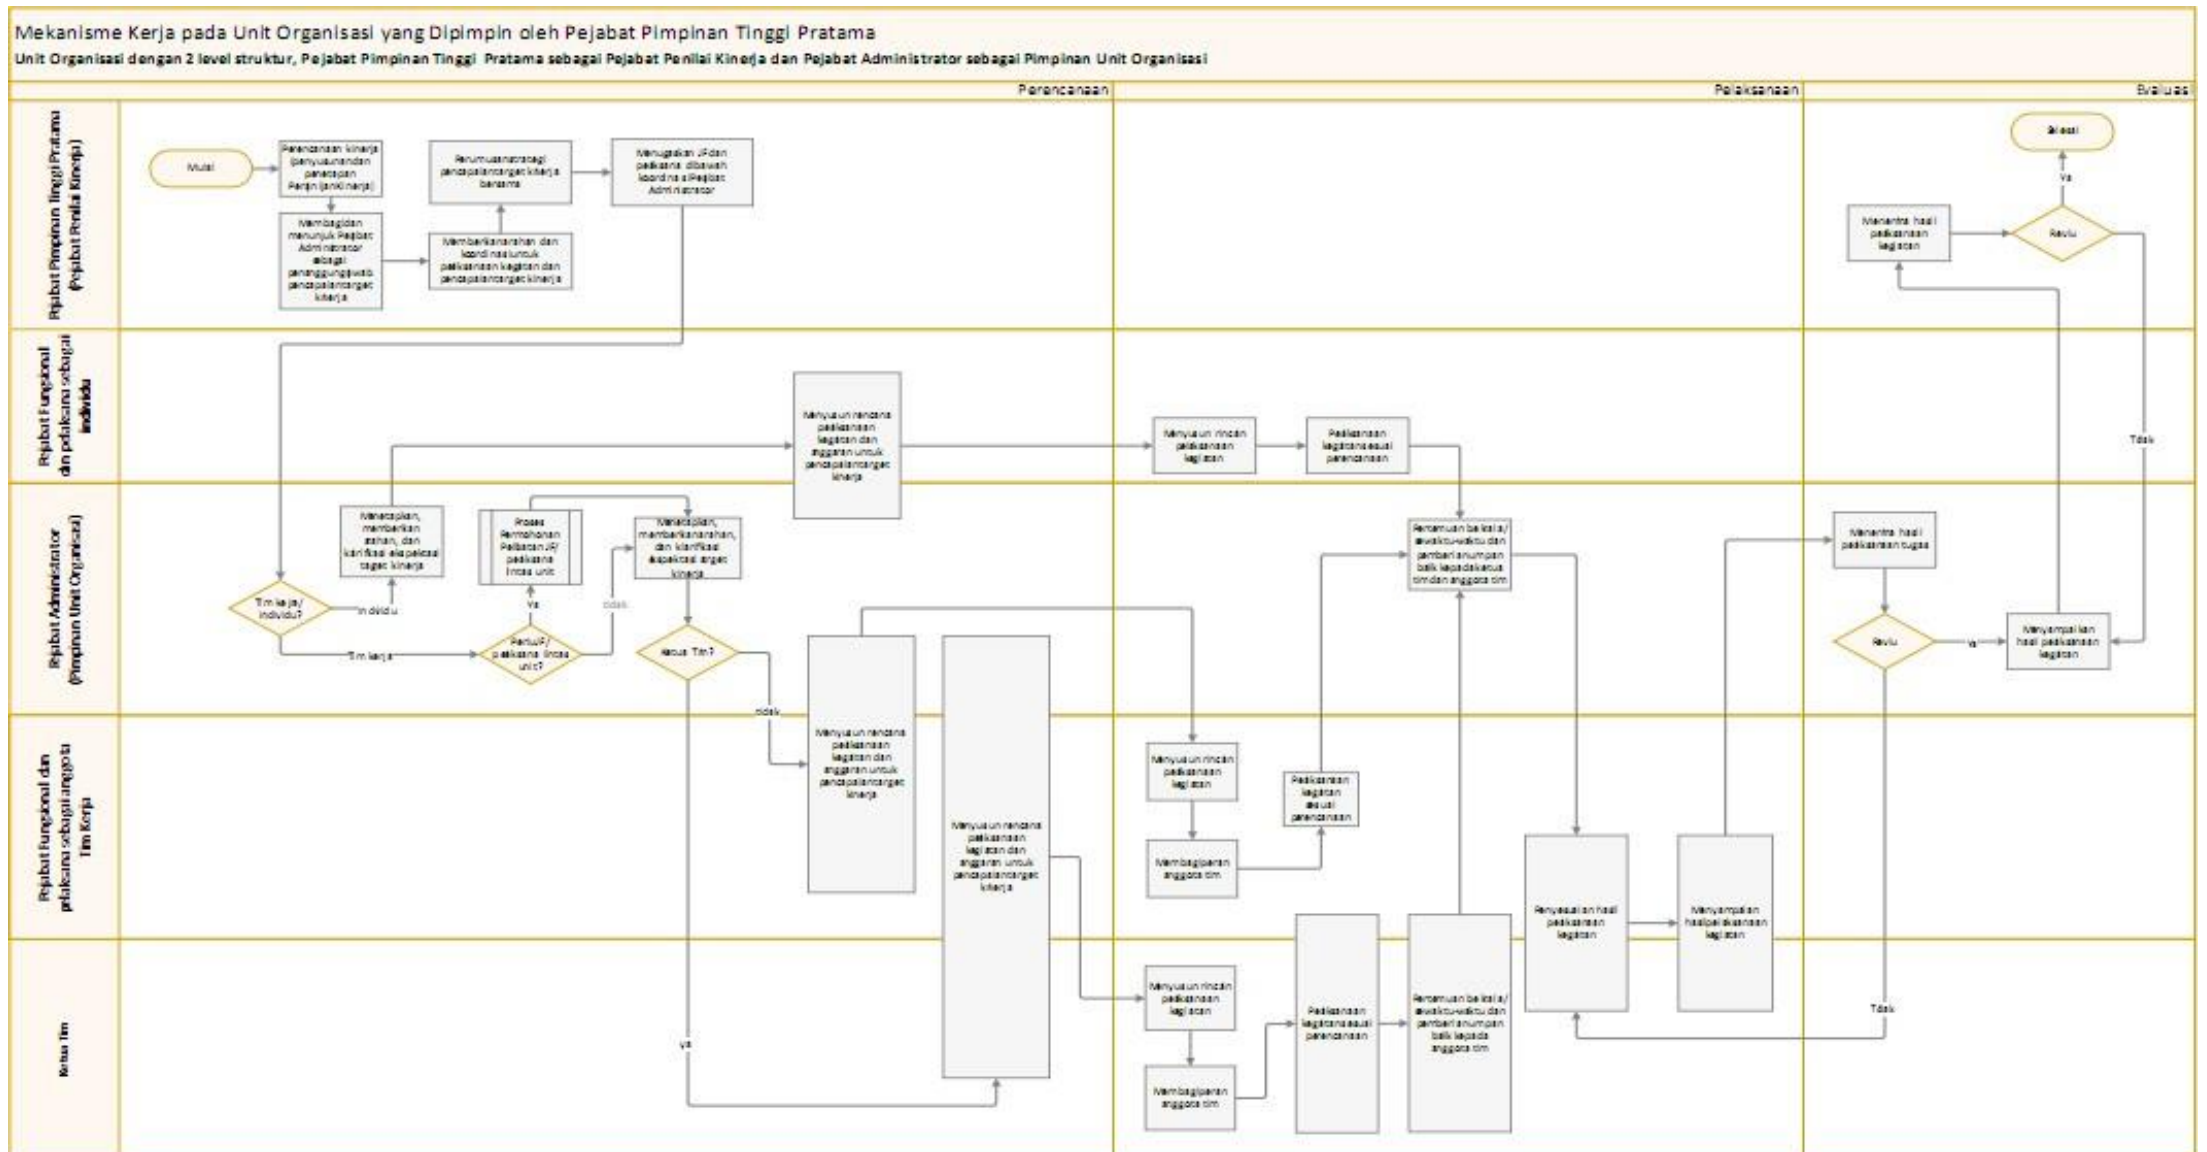 Mekanisme Kerja pada Unit Organisasi yang Dipimpin oleh Pejabat Pimpinan Tinggi Pratama
Unit Organisasi dengan 2 level struktur, Pejabat Pimpinan Tinggi Pratama sebagai Pejabat Penilai Kinerja dan Pejabat Administrator sebagai Pimpinan Unit Organisasi
Perencanaan
Pelaksanaan
Evaluasi
Pejabat Pimpinan Tinggi Pratama
(Pejabat Penilai Kinerja)
Mulai
Perencanaan kinerja
(penyusunan dan
penetapan
Perjanjian Kinerja)
Membagi dan
menunjuk Pejabat
Administrator
sebagai
penanggungjawab
pencapaian target
kinerja
Perumusan strategi
pencapaian target kinerja
bersama
Memberikan arahan dan
koordinasi untuk
pelaksanaan kegiatan dan
pencapaian target kinerja
Menugaskan JF dan
pelaksana dibawah
koordinasi Pejabat
Administrator
Menerima hasil
pelaksanaan
kegiatan
Reviu
Ya
Selesai
Tidak
Pejabat Fungsional
dan pelaksana sebagai
individu
Menyusun rencana
pelaksanaan
kegiatan dan
anggaran untuk
pencapaian target
kinerja
Menyusun rincian
pelaksanaan
kegiatan
Pelaksanaan
kegiatan sesuai
perencanaan
Pejabat Administrator
(Pimpinan Unit Organisasi)
Tim kerja/
individu?
Individu
Tim kerja
Menetapkan,
memberikan
arahan, dan
klarifikasi ekspektasi
target kinerja
Proses
Permohonan
Pelibatan JF/
pelaksana
lintas unit
Ya
tidak
Perlu JF/
pelaksana lintas
unit?
Menetapkan,
memberikan arahan,
dan klarifikasi
ekspektasi target
kinerja
Ketua Tim?
tidak
ya
Pertemuan berkala/
sewaktu-waktu dan
pemberian umpan
balik kepada ketua
tim dan anggota tim
Menerima hasil
pelaksanaan tugas
Reviu
Ya
Tidak
Menyampaikan
hasil pelaksanaan
kegiatan
Pejabat Fungsional dan
pelaksana sebagai anggota
Tim Kerja
Menyusun rencana
pelaksanaan
kegiatan dan
anggaran untuk
pencapaian target
kinerja
Menyusun rencana
pelaksanaan
kegiatan dan
anggaran untuk
pencapaian target
kinerja
Menyusun rincian
pelaksanaan
kegiatan
Membagi peran
anggota tim
Pelaksanaan
kegiatan
sesuai
perencanaan
Penyesuaian hasil
pelaksanaan
kegiatan
Menyampaian
hasil pelaksanaan
kegiatan
Ketua Tim
Menyusun rincian
pelaksanaan
kegiatan
Membagi peran
anggota tim
Pelaksanaan
kegiatan sesuai
perencanaan
Pertemuan berkala/
sewaktu-waktu dan
pemberian umpan
balik kepada
anggota tim